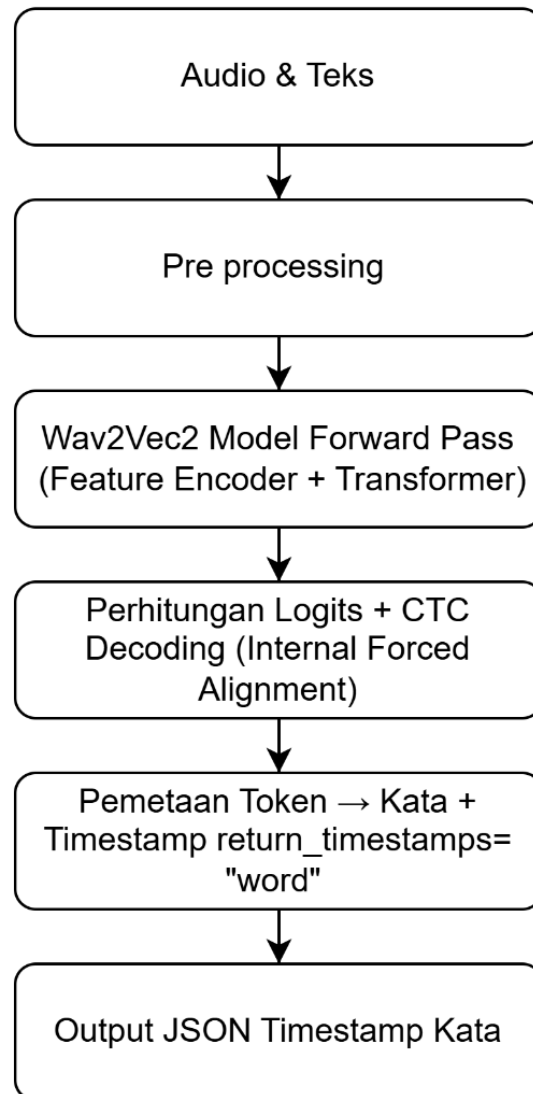 Audio & Teks
Pre processing
Wav2Vec2 Model Forward Pass
(Feature Encoder + Transformer)
Perhitungan Logits + CTC
Decoding (Internal Forced
Alignment)
Pemetaan Token → Kata +
Timestamp return_timestamps=
"word"
Output JSON Timestamp Kata